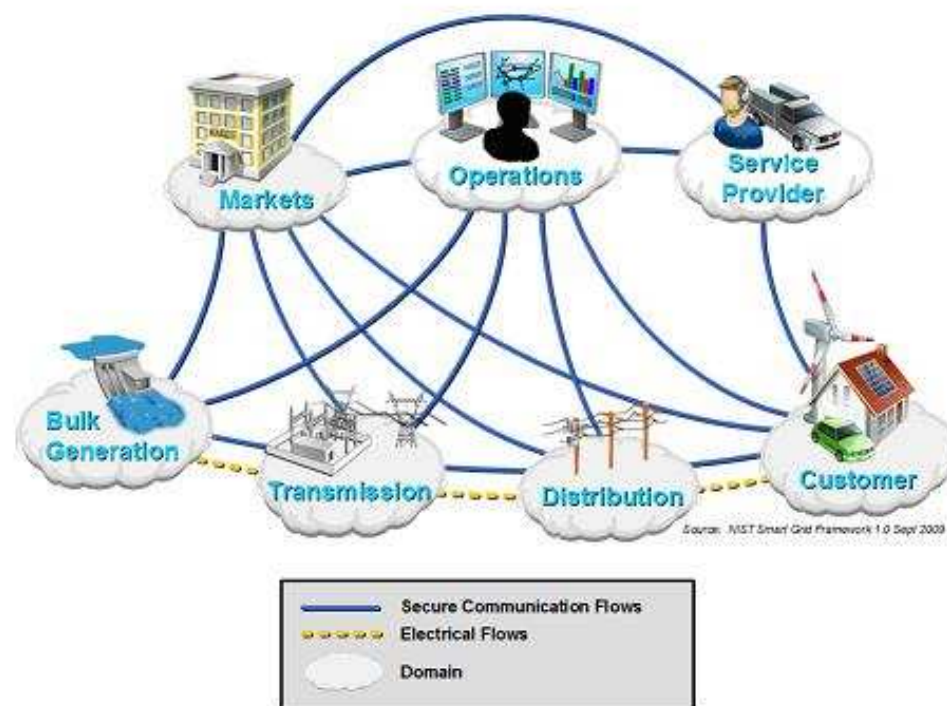 Markets
Operations
Service
Provider
Bulk
Generation
Transmission
Distribution
Customer
Source: NIST Smart Grid Framework 1.0 Sept 2009
Secure Communication Flows
Electrical Flows
Domain